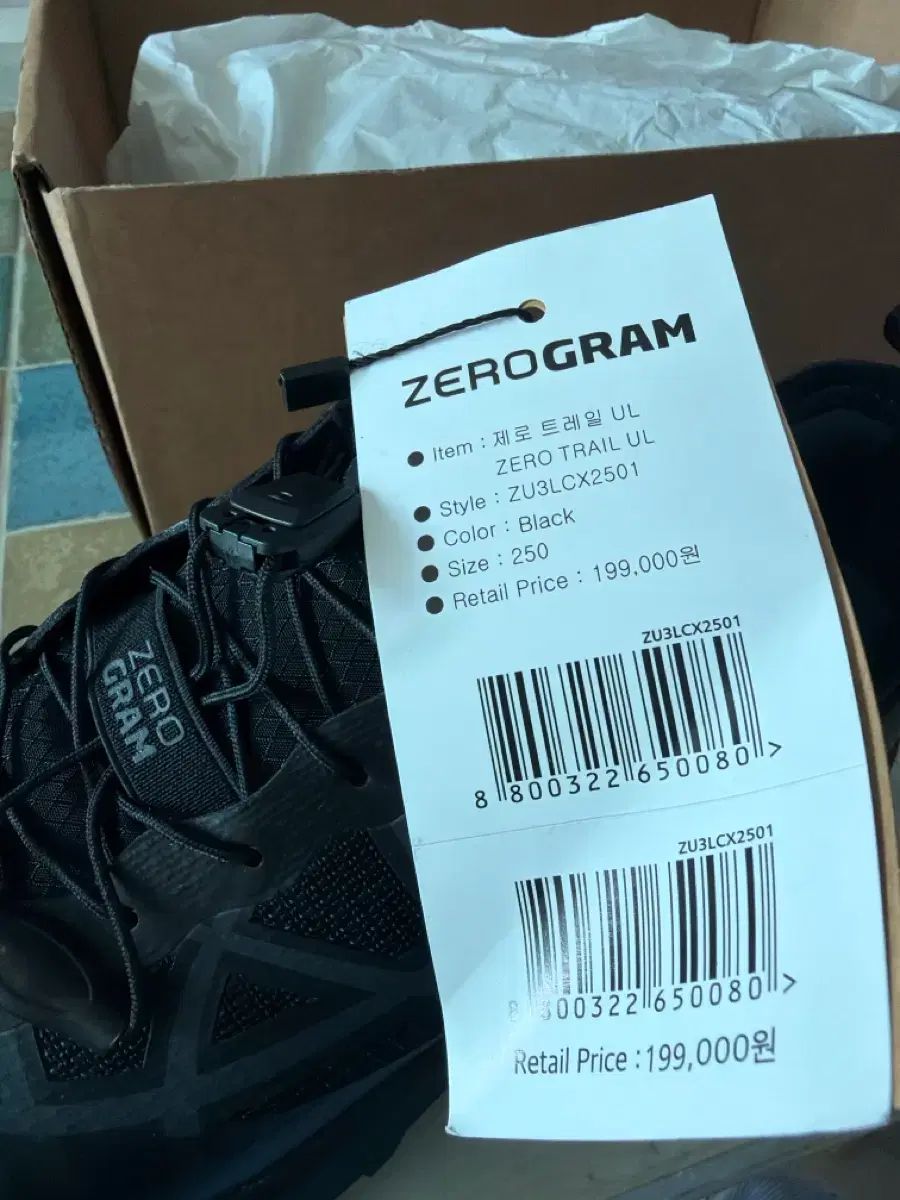 ZEROGRAM
● Item : 제로 트레일 UL
ZERO TRAIL UL
● Style : ZU3LCX2501
● Color : Black
● Size : 250
● Retail Price : 199,000원
ZU3LCX2501
8 800322 650080 >
ZU3LCX2501
8 800322 650080 >
Retail Price : 199,000원
ZERO
GRAM